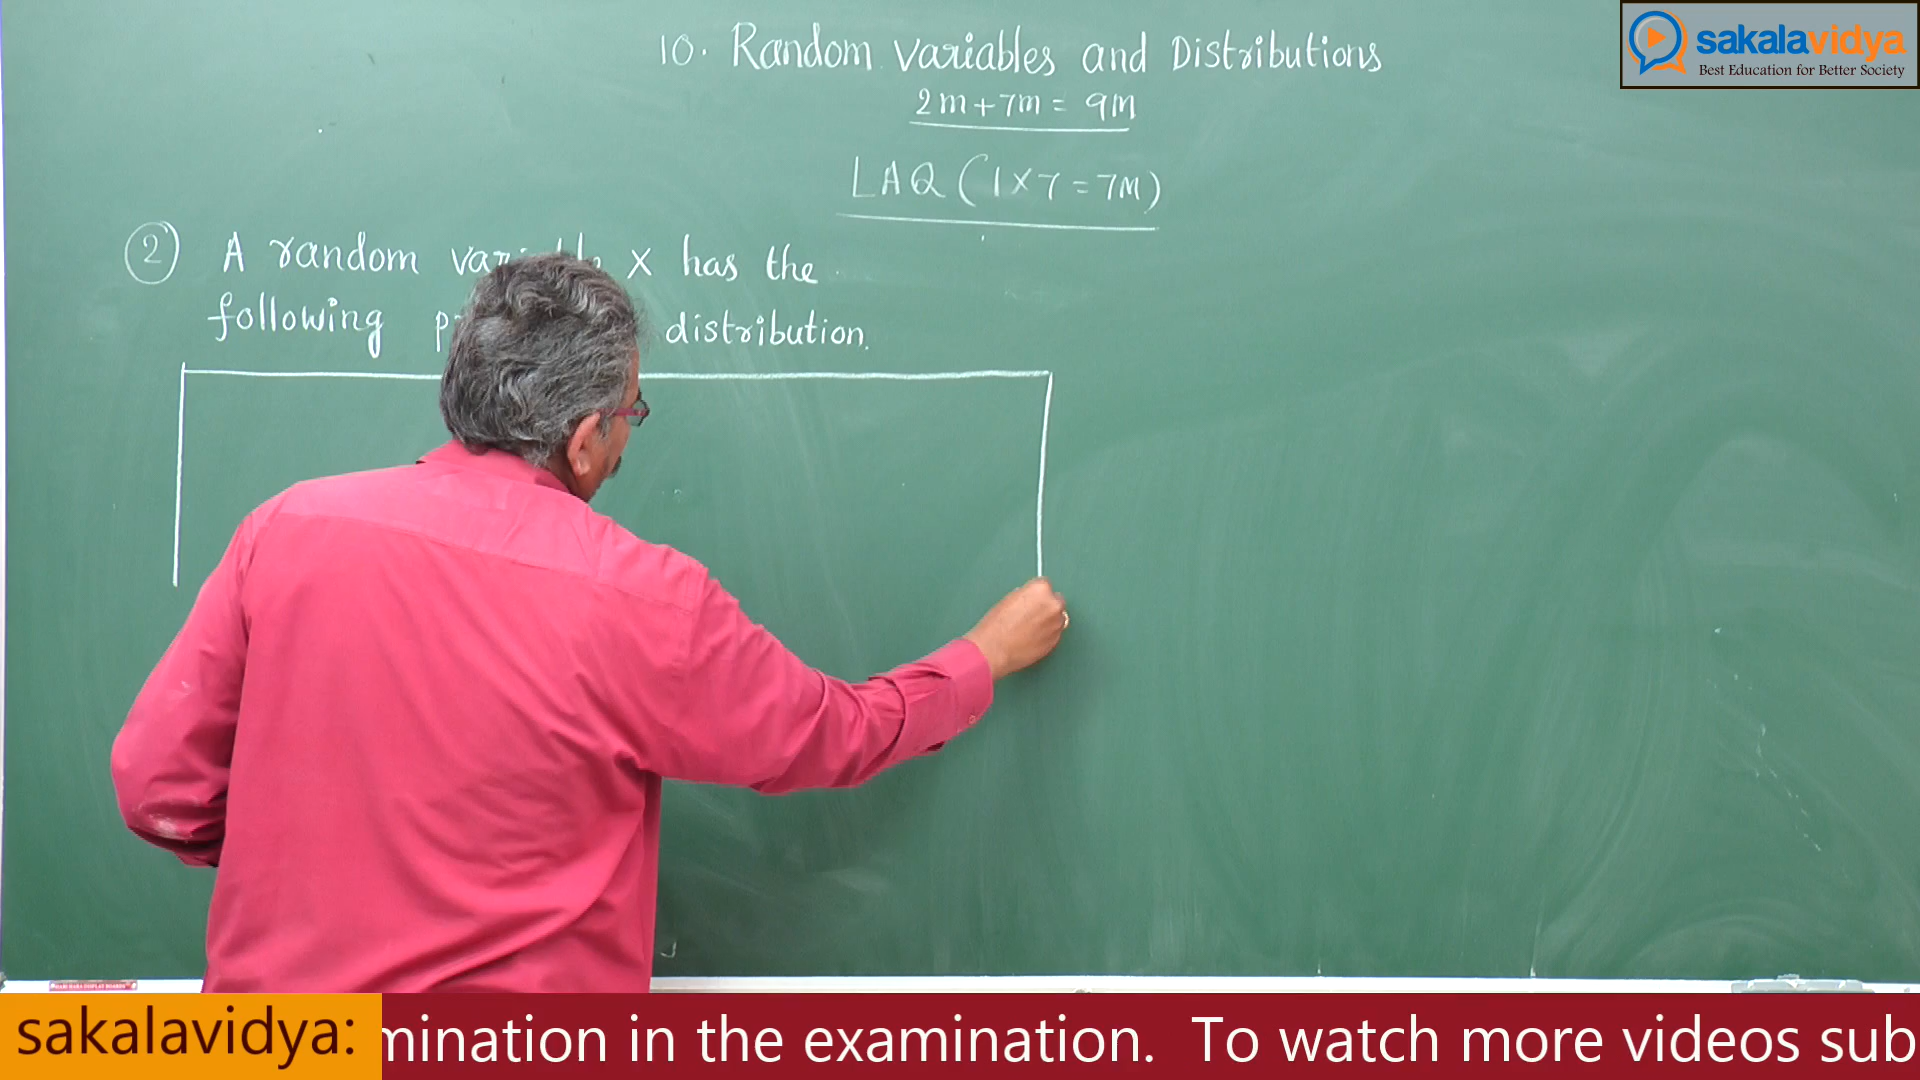 10. Random variables and Distributions
2m+7m = 9M
LAQ (1×7=7M)
② A random x has the
following distribution.
sakalavidya
Best Education for Better Society
sakalavidya:
mination in the examination. To watch more videos sub